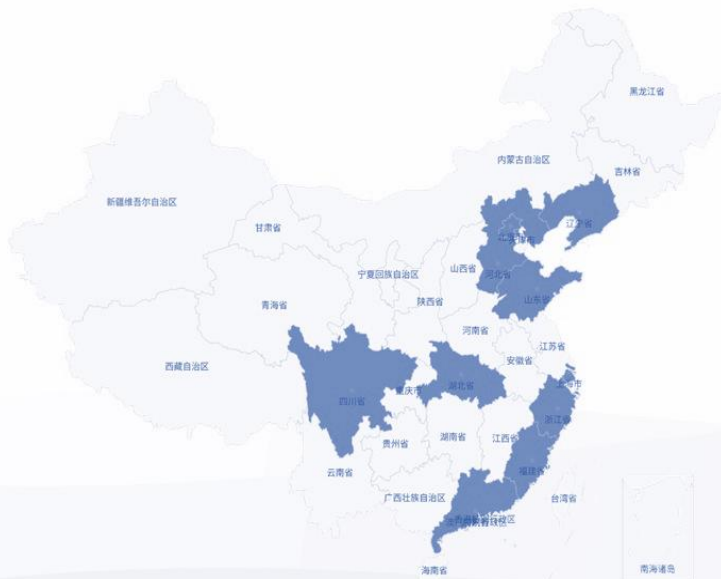 黑龙江省
内蒙古自治区
吉林省
新疆维吾尔自治区
辽宁省
甘肃省
山西省
宁夏回族自治区
河北省
山东省
陕西省
青海省
河南省
江苏省
安徽省
西藏自治区
上海市
湖北省
重庆市
四川省
浙江省
湖南省
江西省
贵州省
福建省
云南省
广西壮族自治区
台湾省
海南省
南海诸岛